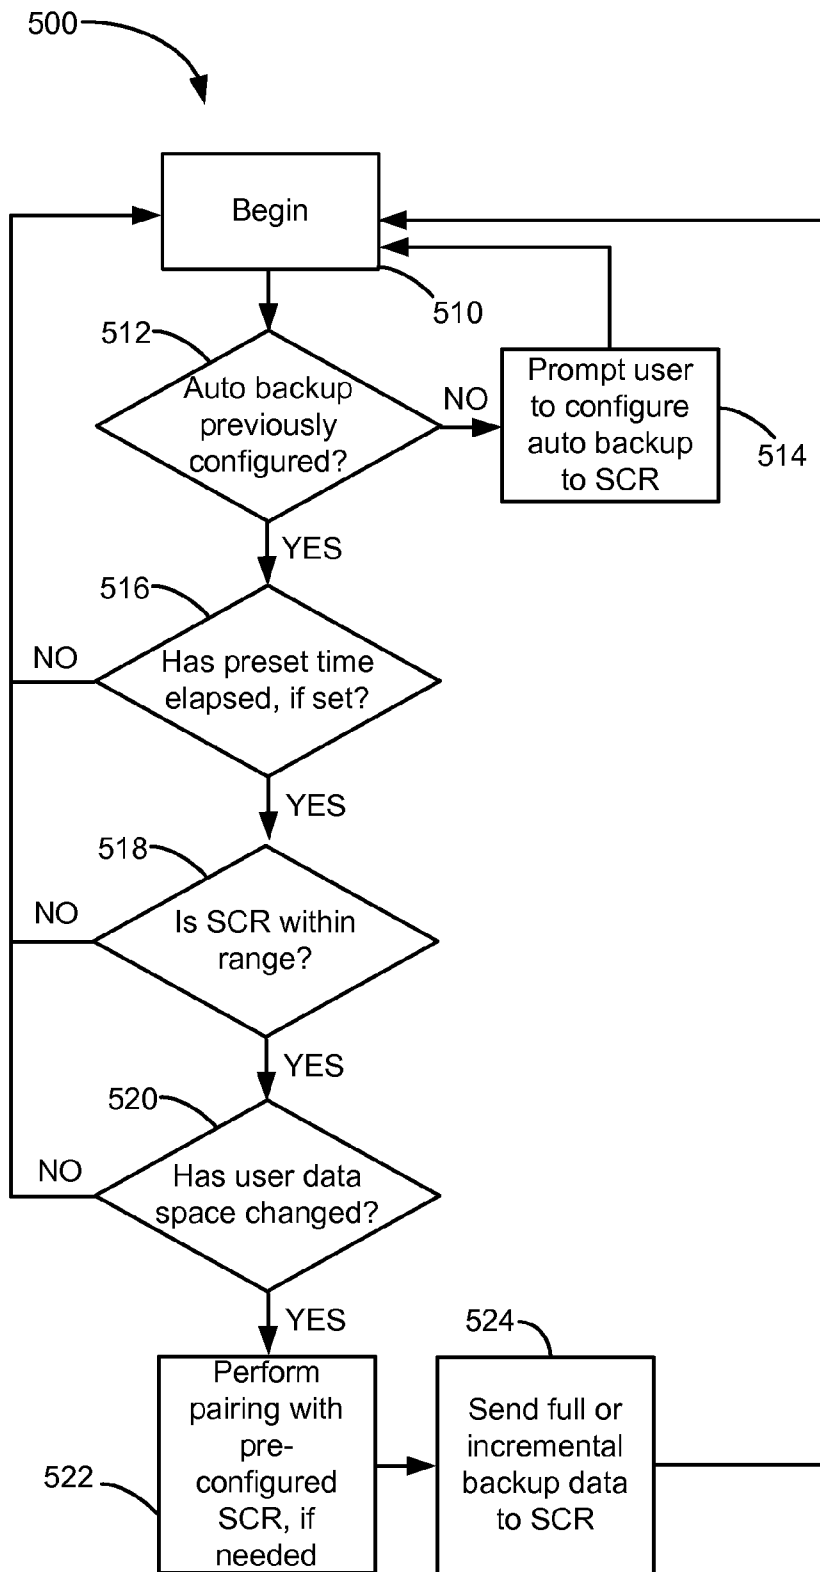 500
Begin
510
512
Auto backup
previously
configured?
NO
Prompt user
to configure
auto backup
to SCR
514
YES
516
NO
Has preset time
elapsed, if set?
YES
518
NO
Is SCR within
range?
YES
520
NO
Has user data
space changed?
YES
524
Perform
pairing with
pre-
configured
SCR, if
needed
522
Send full or
incremental
backup data
to SCR